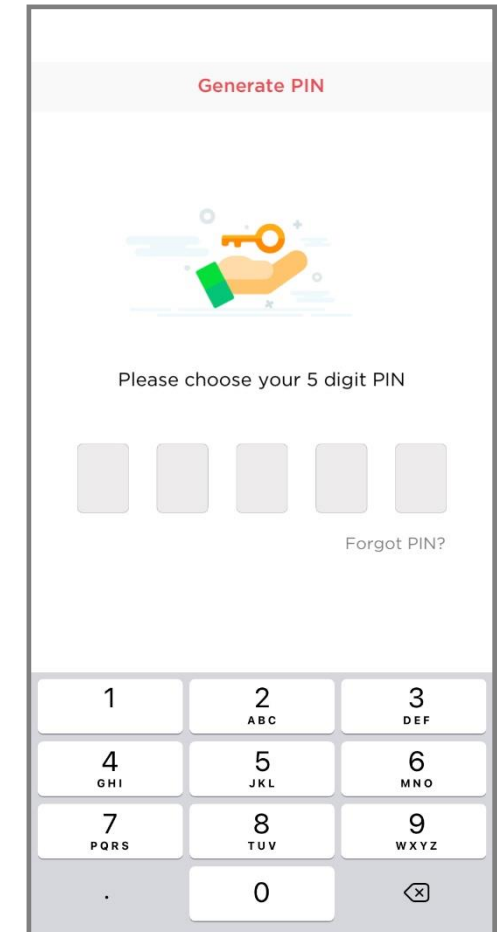 Generate PIN
Please choose your 5 digit PIN
Forgot PIN?
1 2 3
ABC DEF
4 5 6
GHI JKL MNO
7 8 9
PQRS TUV WXYZ
. 0